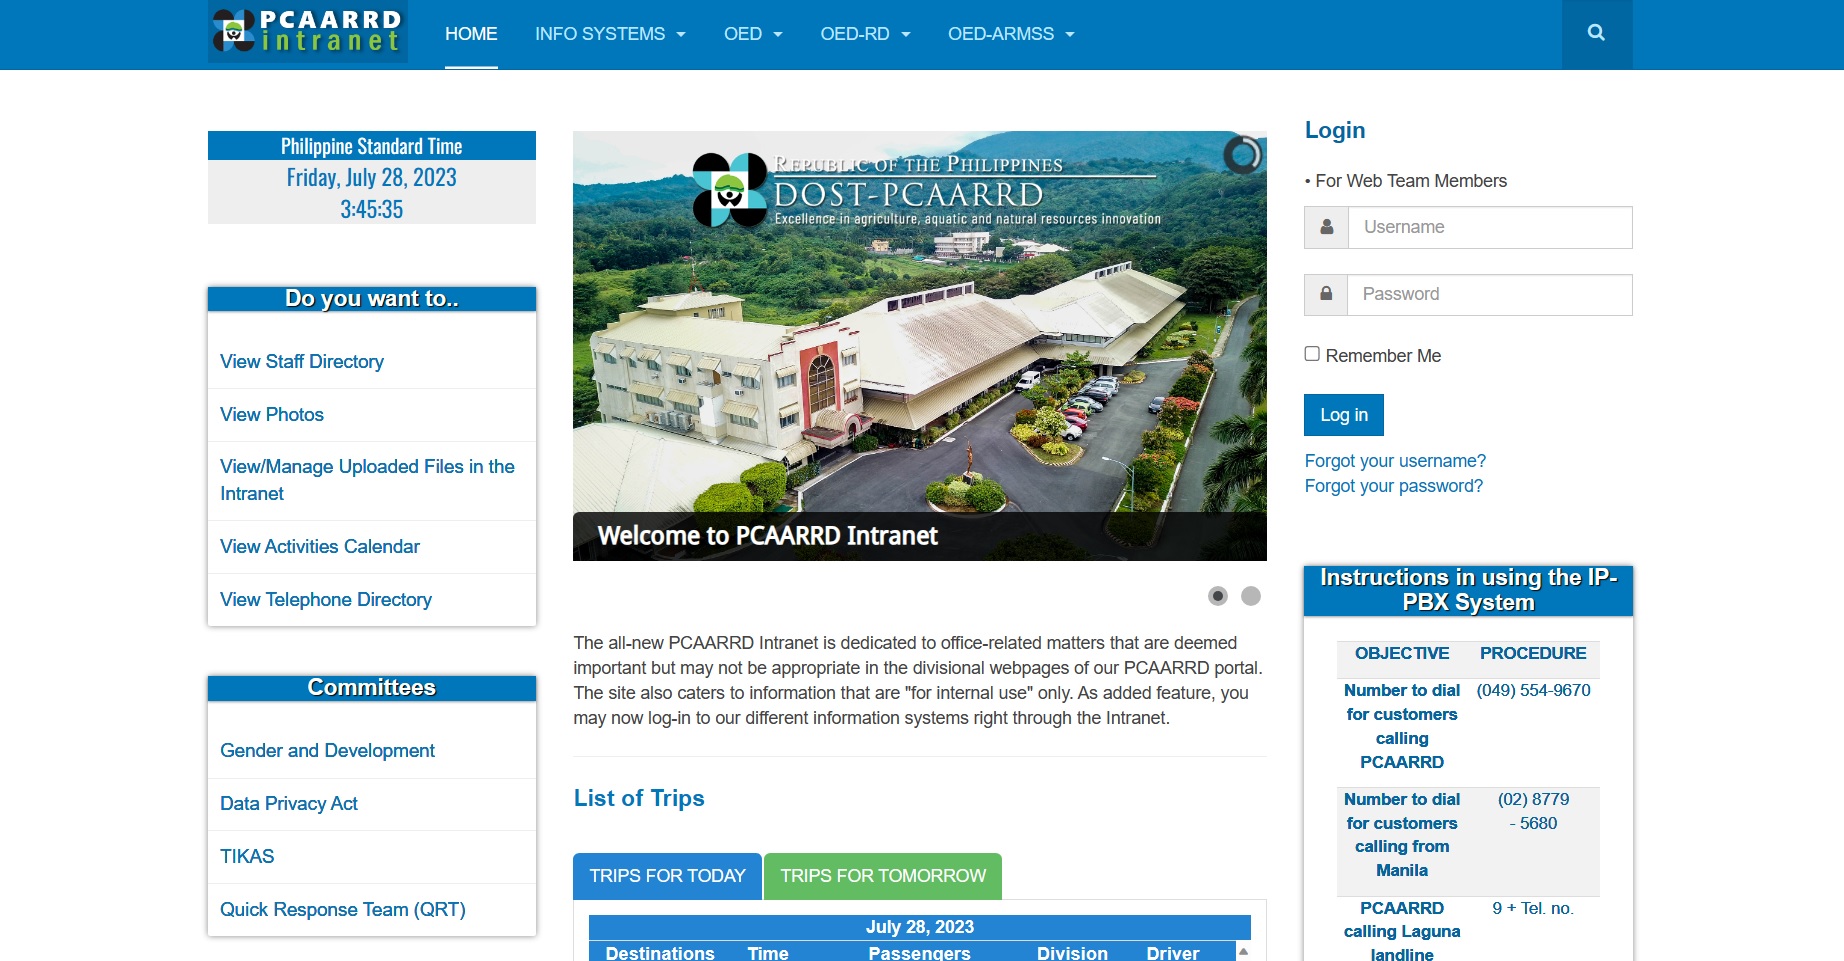 PCAARRD
intranet
HOME
INFO SYSTEMS
OED
OED-RD
OED-ARMSS
Philippine Standard Time
Friday, July 28, 2023
3:45:35
Do you want to..
View Staff Directory
View Photos
View/Manage Uploaded Files in the
Intranet
View Activities Calendar
View Telephone Directory
Committees
Gender and Development
Data Privacy Act
TIKAS
Quick Response Team (QRT)
REPUBLIC OF THE PHILIPPINES
DOST-PCAARRD
Excellence in agriculture, aquatic and natural resources innovation
Welcome to PCAARRD Intranet
The all-new PCAARRD Intranet is dedicated to office-related matters that are deemed
important but may not be appropriate in the divisional webpages of our PCAARRD portal.
The site also caters to information that are "for internal use" only. As added feature, you
may now log-in to our different information systems right through the Intranet.
List of Trips
TRIPS FOR TODAY
TRIPS FOR TOMORROW
July 28, 2023
Destinations Time Passengers Division Driver
Login
• For Web Team Members
Username
Password
Remember Me
Log in
Forgot your username?
Forgot your password?
Instructions in using the IP-
PBX System
OBJECTIVE PROCEDURE
Number to dial (049) 554-9670
for customers
calling
PCAARRD
Number to dial (02) 8779
for customers - 5680
calling from
Manila
PCAARRD 9 + Tel. no.
calling Laguna
landline